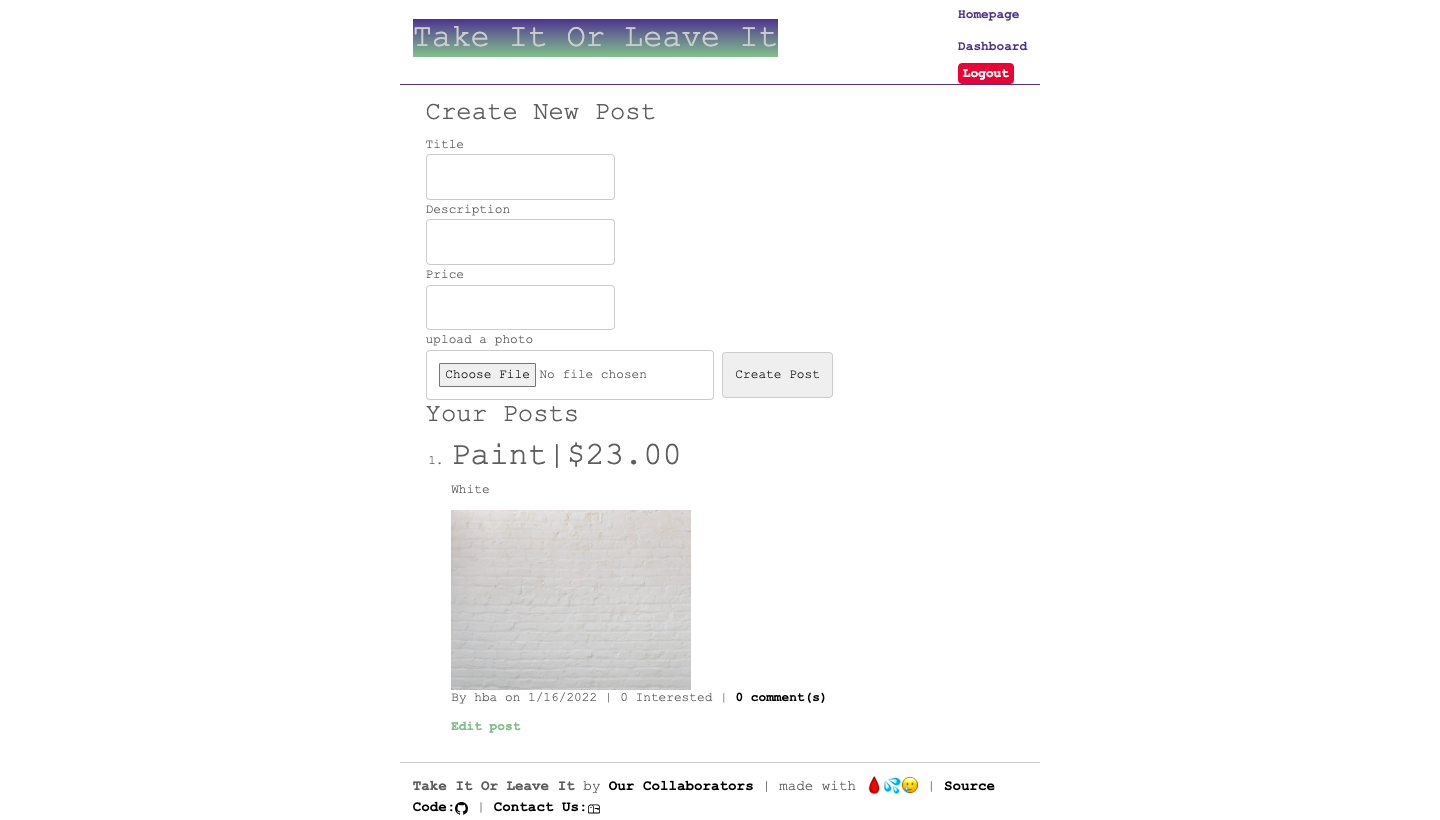 Take It Or Leave It
Homepage
Dashboard
Logout
Create New Post
Title
Description
Price
upload a photo
Choose File No file chosen
Create Post
Your Posts
1. Paint|$23.00
White
By hba on 1/16/2022 | 0 Interested | 0 comment(s)
Edit post
Take It Or Leave It by Our Collaborators | made with 🩸💦🥲 | Source
Code: | Contact Us: